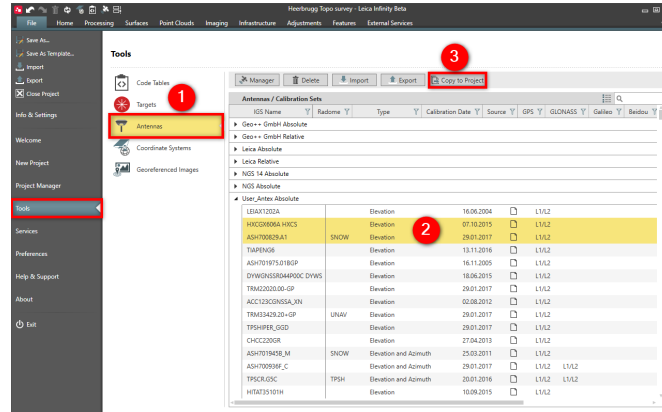 Heerbrugg Topo survey - Leica Infinity Beta
File Home Processing Surfaces Point Clouds Imaging Infrastructure Adjustments Features External Services
Save As...
Save As Template...
Import
Export
Close Project
Info & Settings
Welcome
New Project
Project Manager
Tools
Services
Preferences
Help & Support
About
Exit
Tools
Code Tables
Targets
Antennas
Coordinate Systems
Georeferenced Images
1
2
3
Manager Delete Import Export Copy to Project
Antennas / Calibration Sets
IGS Name Radome Type Calibration Date Source GPS GLONASS Galileo Beidou
Geo++ GmbH Absolute
Geo++ GmbH Relative
Leica Absolute
Leica Relative
NGS 14 Absolute
NGS Absolute
User_Antex Absolute
LEIAX1202A Elevation 16.06.2004 L1/L2
HXCGX606A HXCS Elevation 07.10.2015 L1/L2
ASH700829.A1 SNOW Elevation 29.01.2017 L1/L2
TIAPENG6 Elevation 13.11.2016 L1/L2
ASH701975.01BGP Elevation 16.11.2005 L1/L2
DYWGNSSR044P00C DYWS Elevation 18.06.2015 L1/L2
TRM22020.00-GP Elevation 29.01.2017 L1/L2
ACC123GNSSA_XN Elevation 02.08.2012 L1/L2
TRM33429.20+GP UNAV Elevation 29.01.2017 L1/L2
TPSHIPER_GGD Elevation 29.01.2017 L1/L2
CHCC220GR Elevation 27.04.2013 L1/L2
ASH701945B_M SNOW Elevation and Azimuth 25.03.2011 L1/L2
ASH700936F_C Elevation and Azimuth 29.01.2017 L1/L2 L1/L2
TPSCR.G5C TPSH Elevation and Azimuth 20.01.2016 L1/L2 L1/L2
HITAT35101H Elevation 10.09.2015 L1/L2